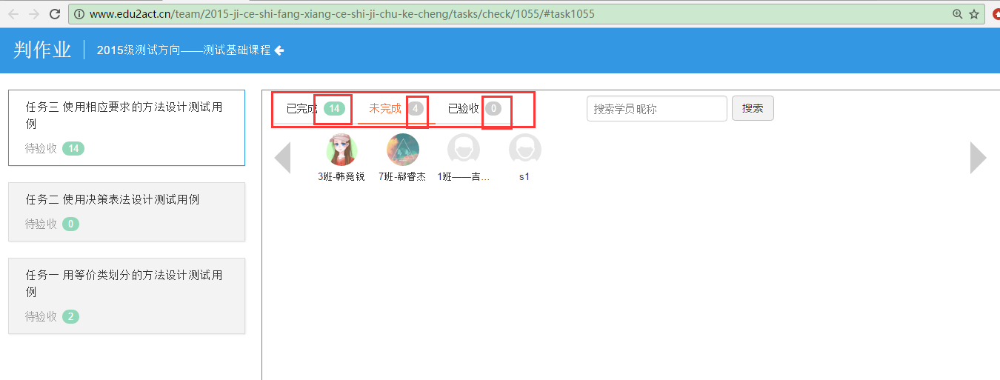 www.edu2act.cn/team/2015-ji-ce-shi-fang-xiang-ce-shi-ji-chu-ke-cheng/tasks/check/1055/#task1055
判作业 2015级测试方向——测试基础课程
任务三 使用相应要求的方法设计测试用
例
待验收 14
任务二 使用决策表法设计测试用例
待验收 0
任务一 用等价类划分的方法设计测试用
例
待验收 2
已完成 14 未完成 4 已验收 0 搜索学员昵称 搜索
3班-韩竟锐 7班-郗睿杰 1班——吉... s1